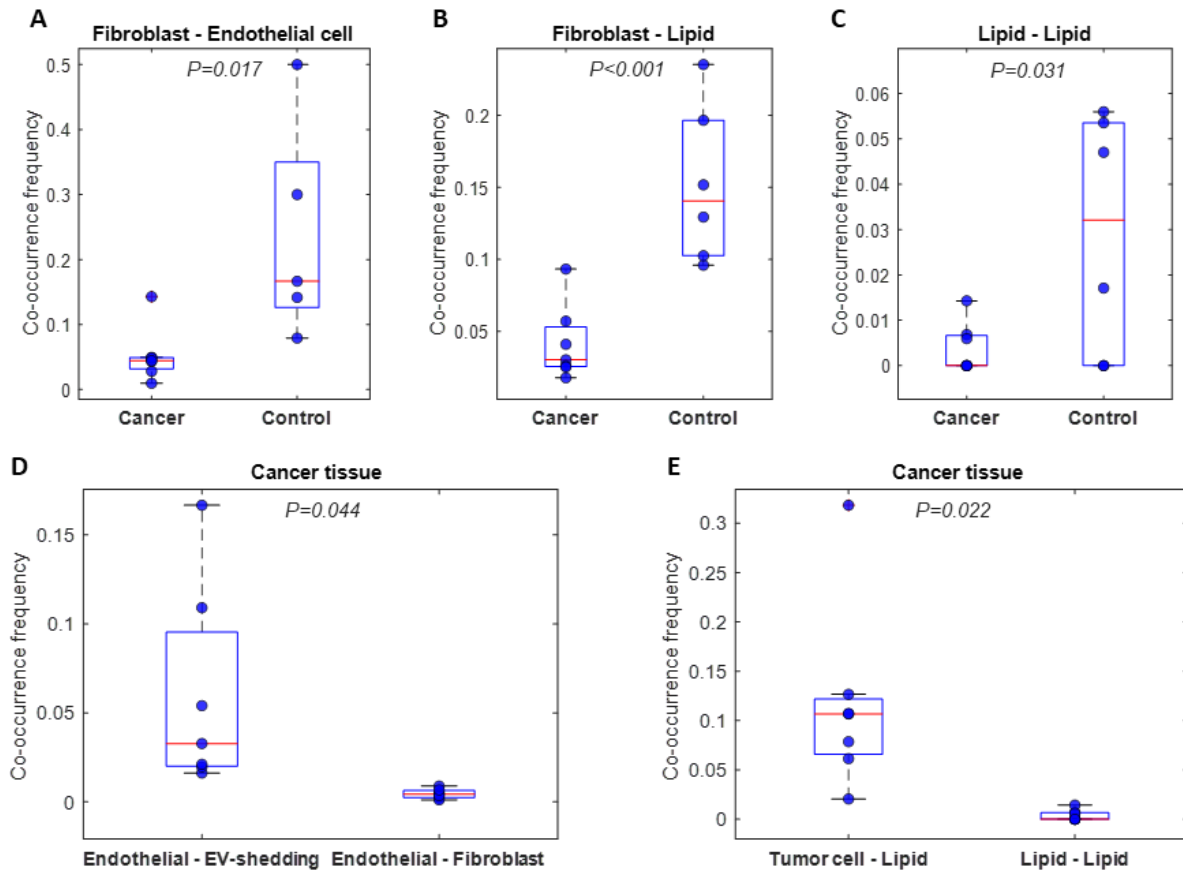 A
Fibroblast - Endothelial cell
P=0.017
Co-occurrence frequency
0.5
0.4
0.3
0.2
0.1
0
Cancer
Control
B
Fibroblast - Lipid
P<0.001
Co-occurrence frequency
0.2
0.15
0.1
0.05
Cancer
Control
C
Lipid - Lipid
P=0.031
Co-occurrence frequency
0.06
0.05
0.04
0.03
0.02
0.01
0
Cancer
Control
D
Cancer tissue
P=0.044
Co-occurrence frequency
0.15
0.1
0.05
0
Endothelial - EV-shedding
Endothelial - Fibroblast
E
Cancer tissue
P=0.022
Co-occurrence frequency
0.3
0.25
0.2
0.15
0.1
0.05
0
Tumor cell - Lipid
Lipid - Lipid